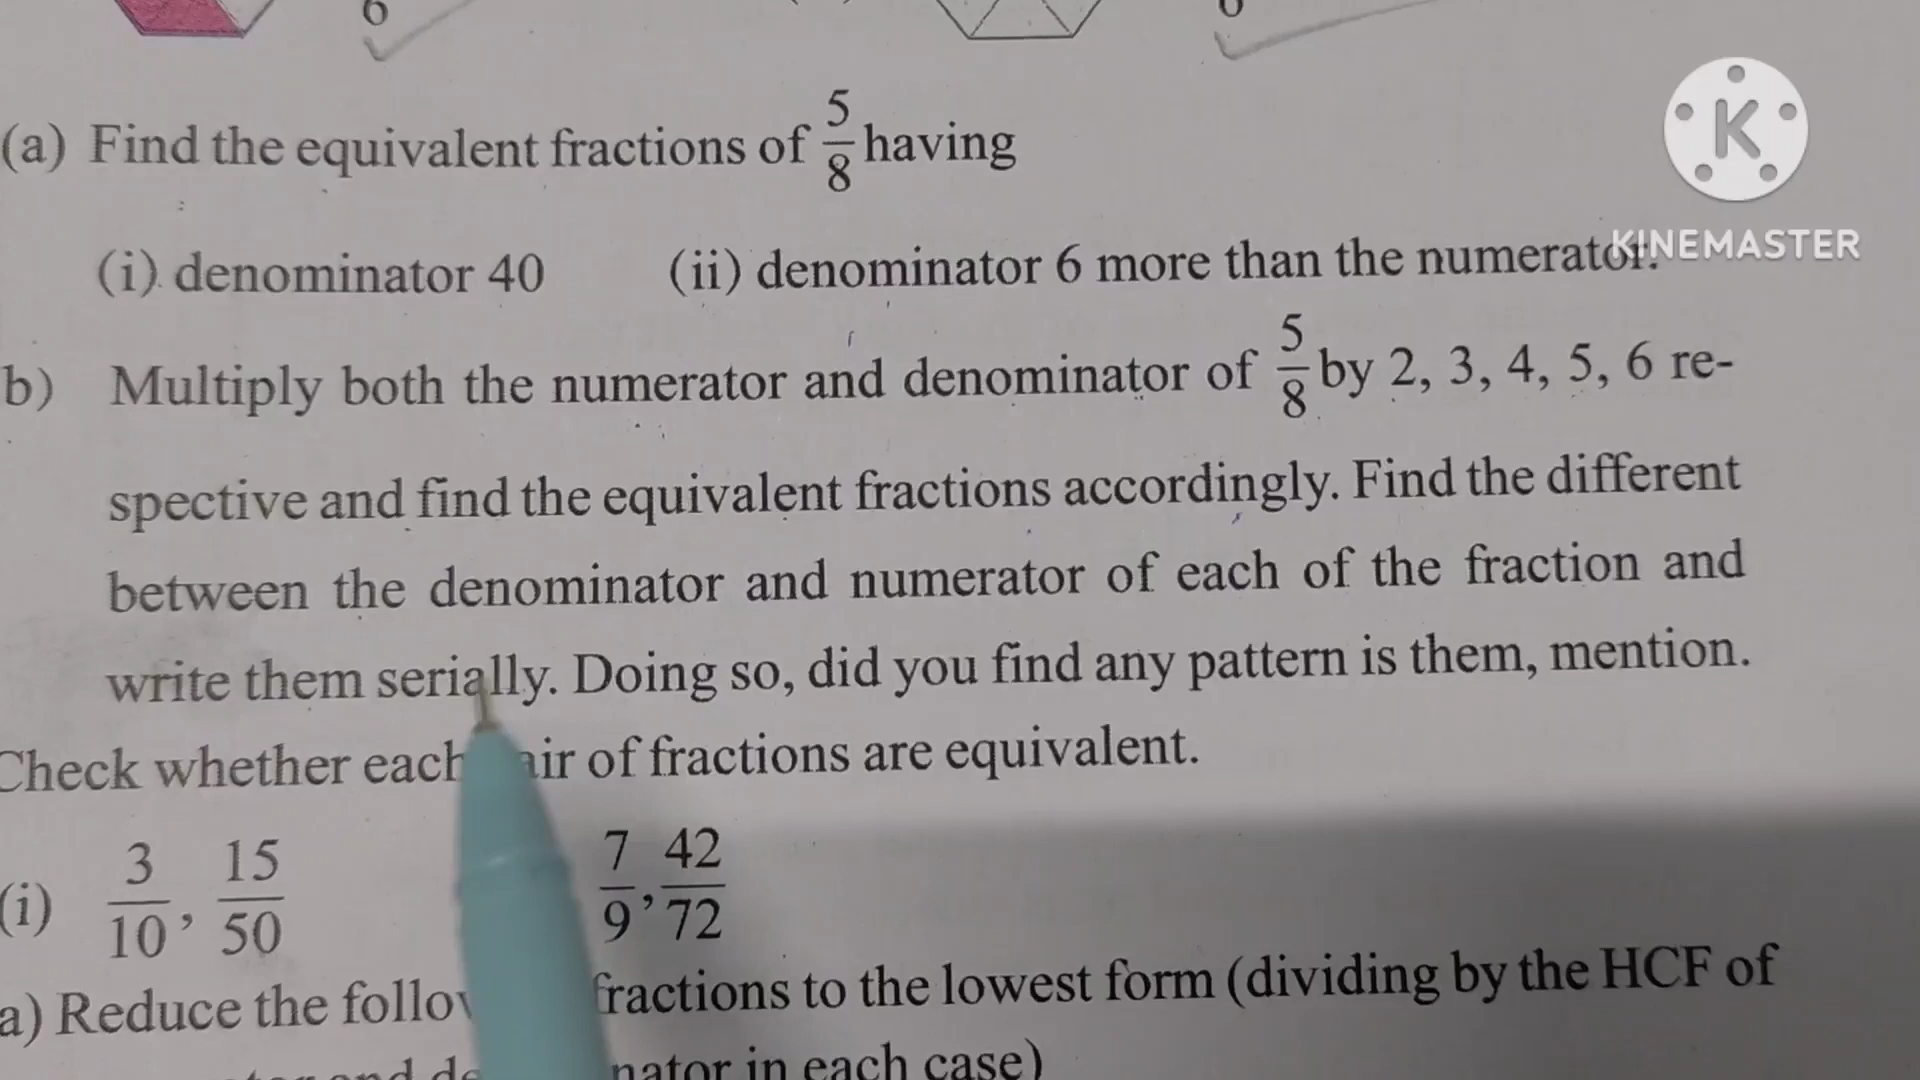 6 6
(a) Find the equivalent fractions of 5/8 having
(i) denominator 40 (ii) denominator 6 more than the numerator.
K
KINEMASTER
b) Multiply both the numerator and denominator of 5/8 by 2, 3, 4, 5, 6 re-
spective and find the equivalent fractions accordingly. Find the different
between the denominator and numerator of each of the fraction and
write them serially. Doing so, did you find any pattern is them, mention.
Check whether each air of fractions are equivalent.
(i) 3/10, 15/50 7/9, 42/72
a) Reduce the follow fractions to the lowest form (dividing by the HCF of
and nator in each case)